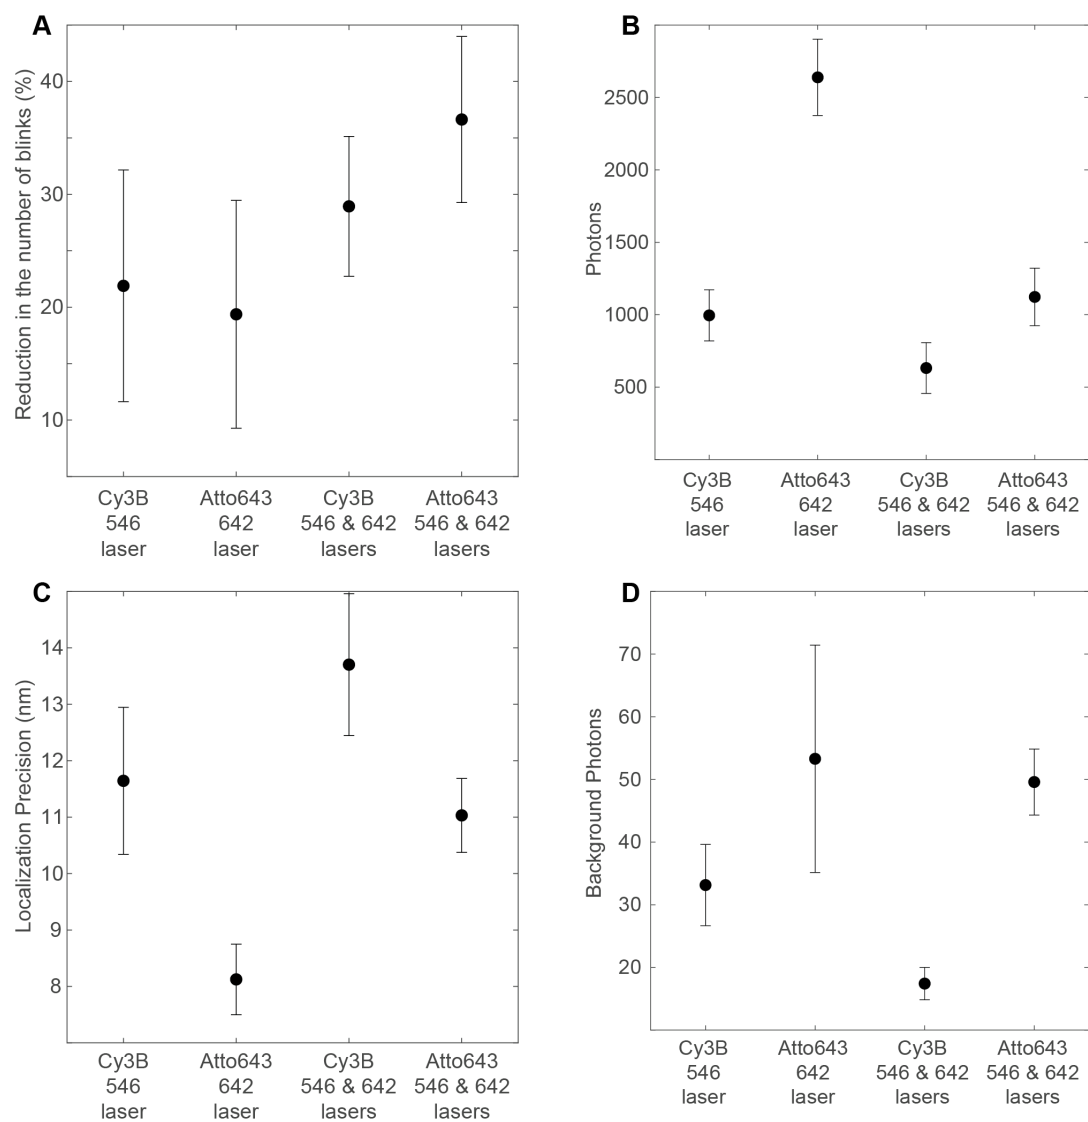 A
Reduction in the number of blinks (%)
40
30
20
10
Cy3B
546
laser
Atto643
642
laser
Cy3B
546 & 642
lasers
Atto643
546 & 642
lasers
B
Photons
2500
2000
1500
1000
500
Cy3B
546
laser
Atto643
642
laser
Cy3B
546 & 642
lasers
Atto643
546 & 642
lasers
C
Localization Precision (nm)
14
13
12
11
10
9
8
Cy3B
546
laser
Atto643
642
laser
Cy3B
546 & 642
lasers
Atto643
546 & 642
lasers
D
Background Photons
70
60
50
40
30
20
Cy3B
546
laser
Atto643
642
laser
Cy3B
546 & 642
lasers
Atto643
546 & 642
lasers